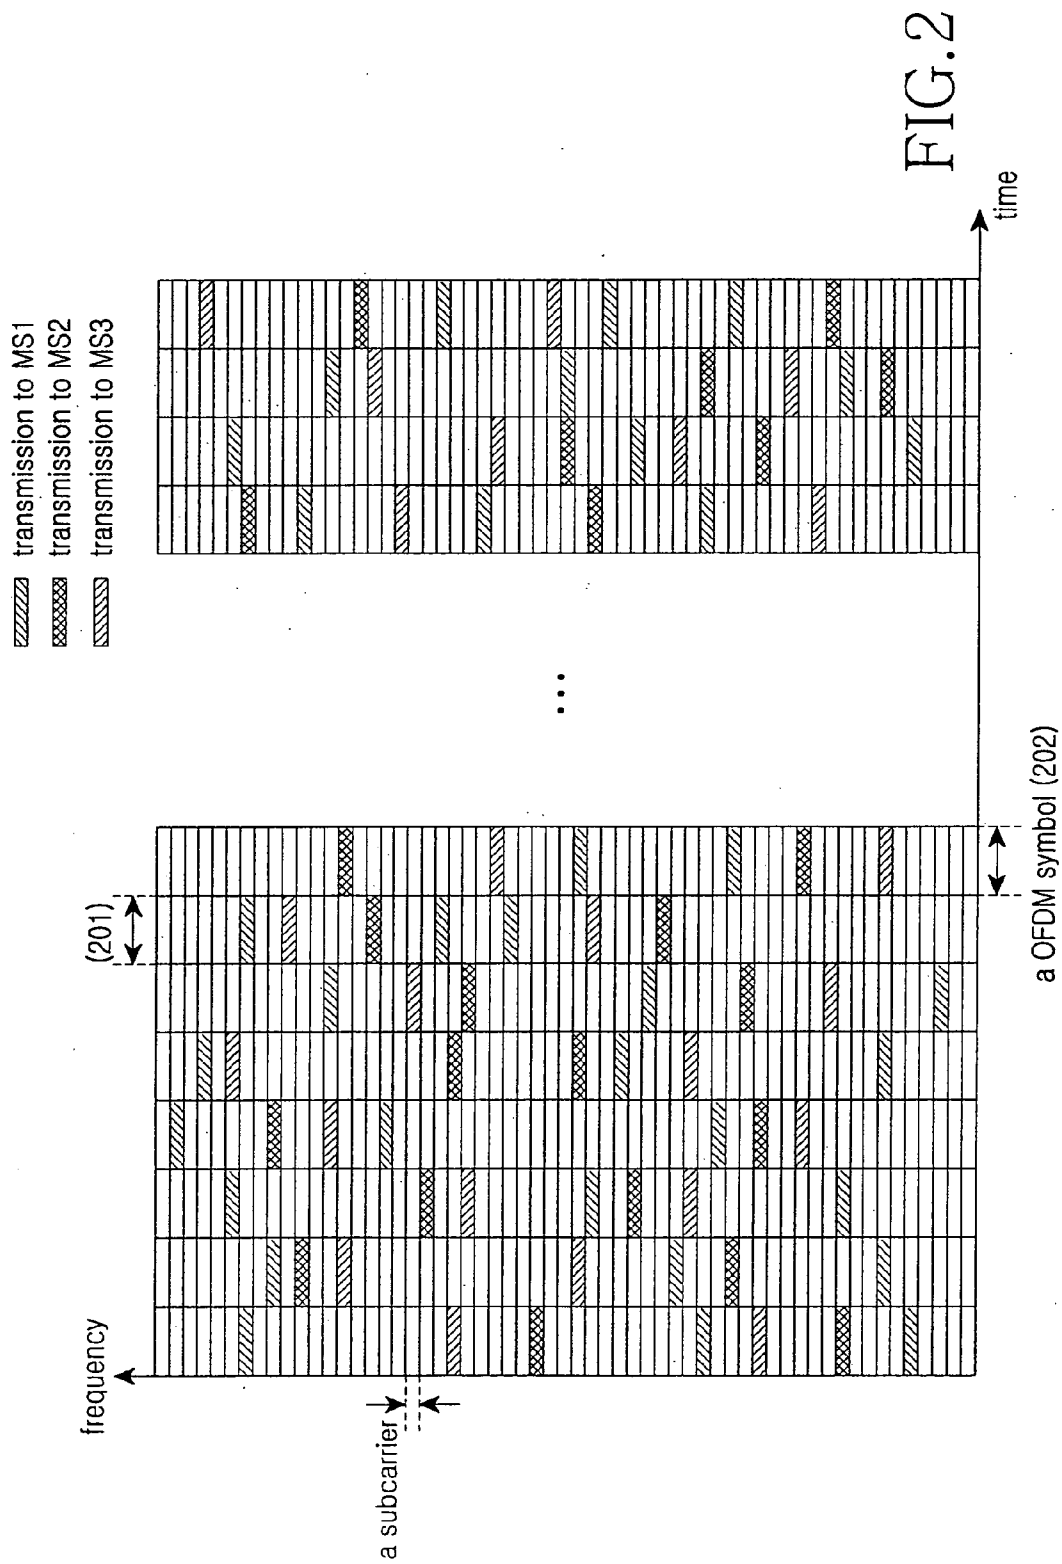 transmission to MS1
transmission to MS2
transmission to MS3
frequency
(201)
a subcarrier
...
a OFDM symbol (202)
time
FIG.2